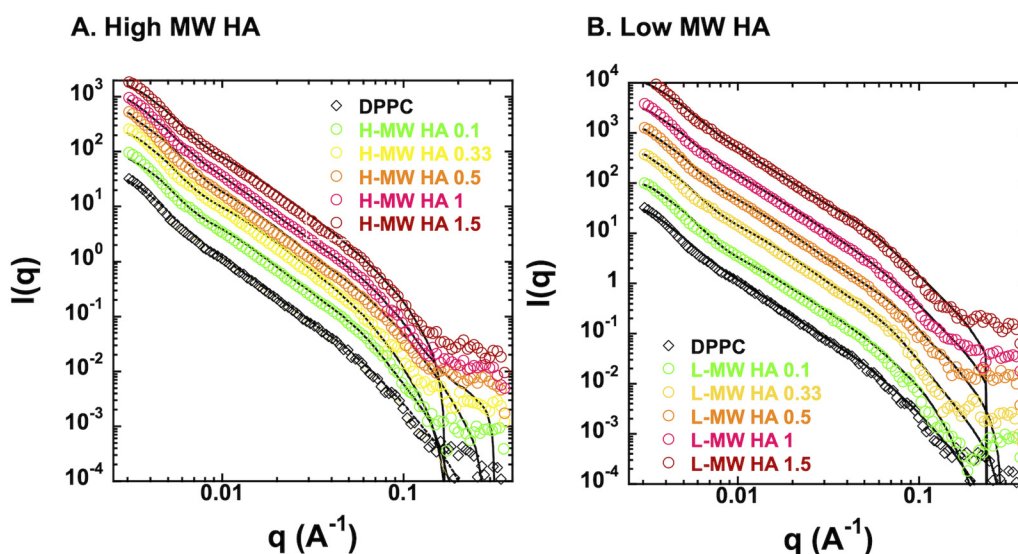 A. High MW HA
B. Low MW HA
I(q)
10³
10²
10¹
10⁰
10⁻¹
10⁻²
10⁻³
10⁻⁴
DPPC
H-MW HA 0.1
H-MW HA 0.33
H-MW HA 0.5
H-MW HA 1
H-MW HA 1.5
0.01
0.1
q (A⁻¹)
I(q)
10⁴
10³
10²
10¹
1
10⁻¹
10⁻²
10⁻³
10⁻⁴
DPPC
L-MW HA 0.1
L-MW HA 0.33
L-MW HA 0.5
L-MW HA 1
L-MW HA 1.5
0.01
0.1
q (A⁻¹)